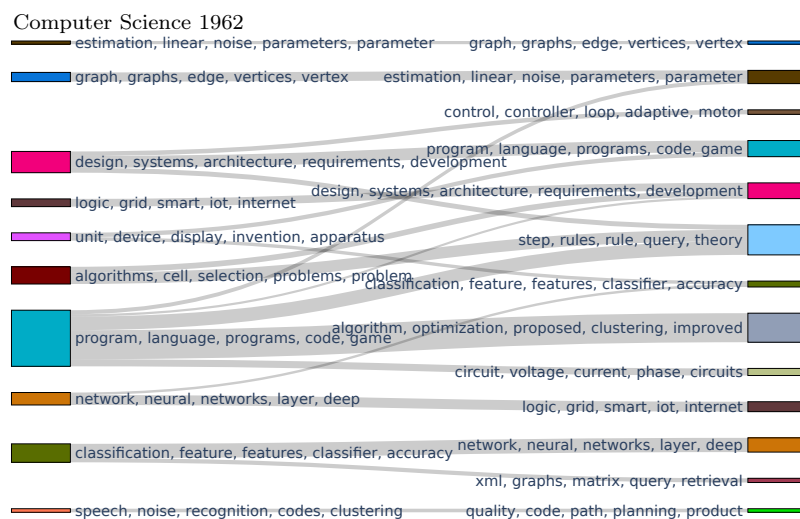 Computer Science 1962
estimation, linear, noise, parameters, parameter
graph, graphs, edge, vertices, vertex
graph, graphs, edge, vertices, vertex
estimation, linear, noise, parameters, parameter
control, controller, loop, adaptive, motor
program, language, programs, code, game
design, systems, architecture, requirements, development
design, systems, architecture, requirements, development
logic, grid, smart, iot, internet
unit, device, display, invention, apparatus
step, rules, rule, query, theory
algorithms, cell, selection, problems, problem
classification, feature, features, classifier, accuracy
algorithm, optimization, proposed, clustering, improved
program, language, programs, code, game
circuit, voltage, current, phase, circuits
network, neural, networks, layer, deep
logic, grid, smart, iot, internet
network, neural, networks, layer, deep
classification, feature, features, classifier, accuracy
xml, graphs, matrix, query, retrieval
speech, noise, recognition, codes, clustering
quality, code, path, planning, product